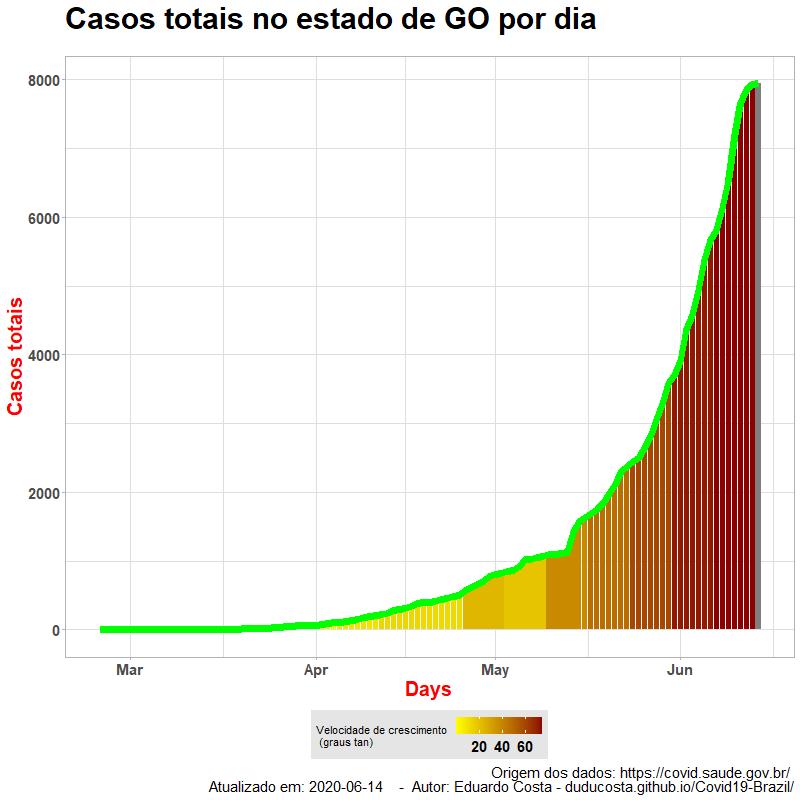 Casos totais no estado de GO por dia
8000
6000
4000
2000
0
Casos totais
Mar Apr May Jun
Days
Velocidade de crescimento
(graus tan)
20 40 60
Origem dos dados: https://covid.saude.gov.br/
Atualizado em: 2020-06-14 - Autor: Eduardo Costa - duducosta.github.io/Covid19-Brazil/